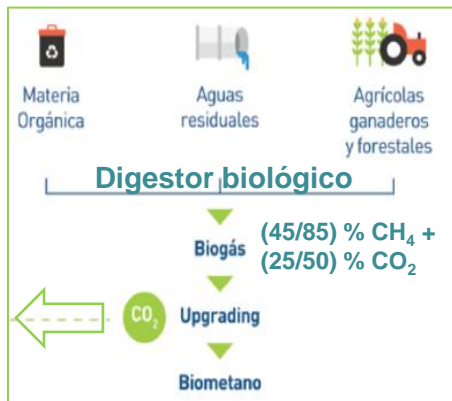 Materia
Orgánica
Aguas
residuales
Agrícolas
ganaderos
y forestales
Digestor biológico
Biogás
(45/85) % CH₄ +
(25/50) % CO₂
CO₂
Upgrading
Biometano